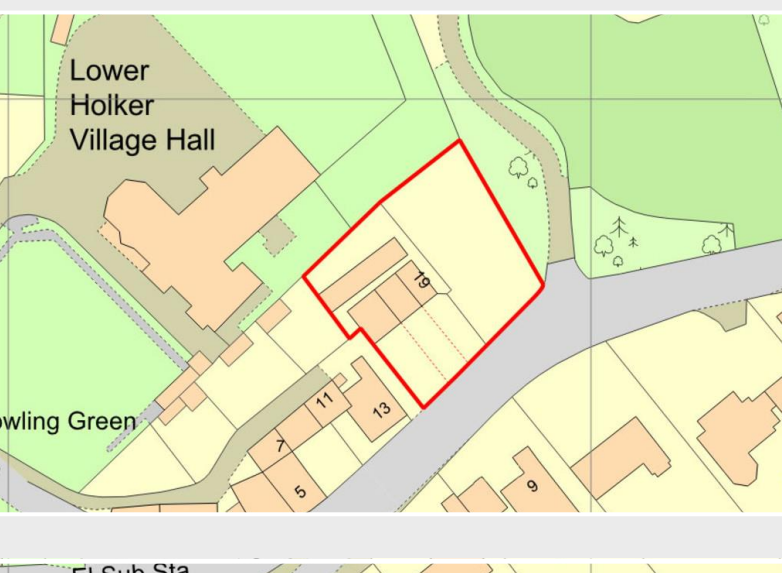 Lower
Holker
Village Hall
19
11
13
owling Green
7
5
9
El Sub Sta